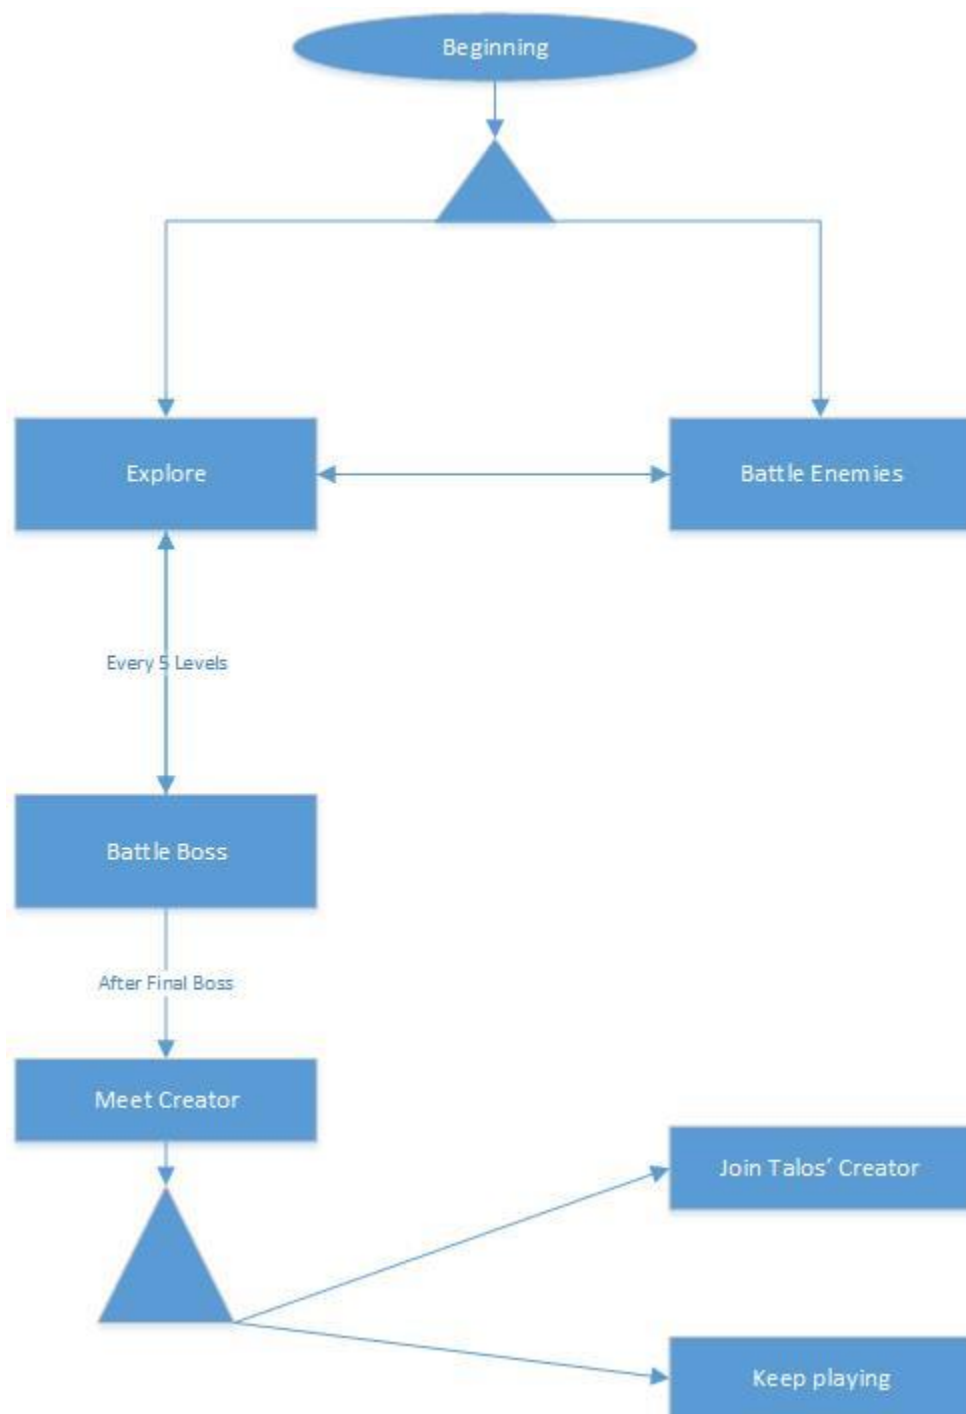 Beginning
Explore
Battle Enemies
Every 5 Levels
Battle Boss
After Final Boss
Meet Creator
Join Talos’ Creator
Keep playing